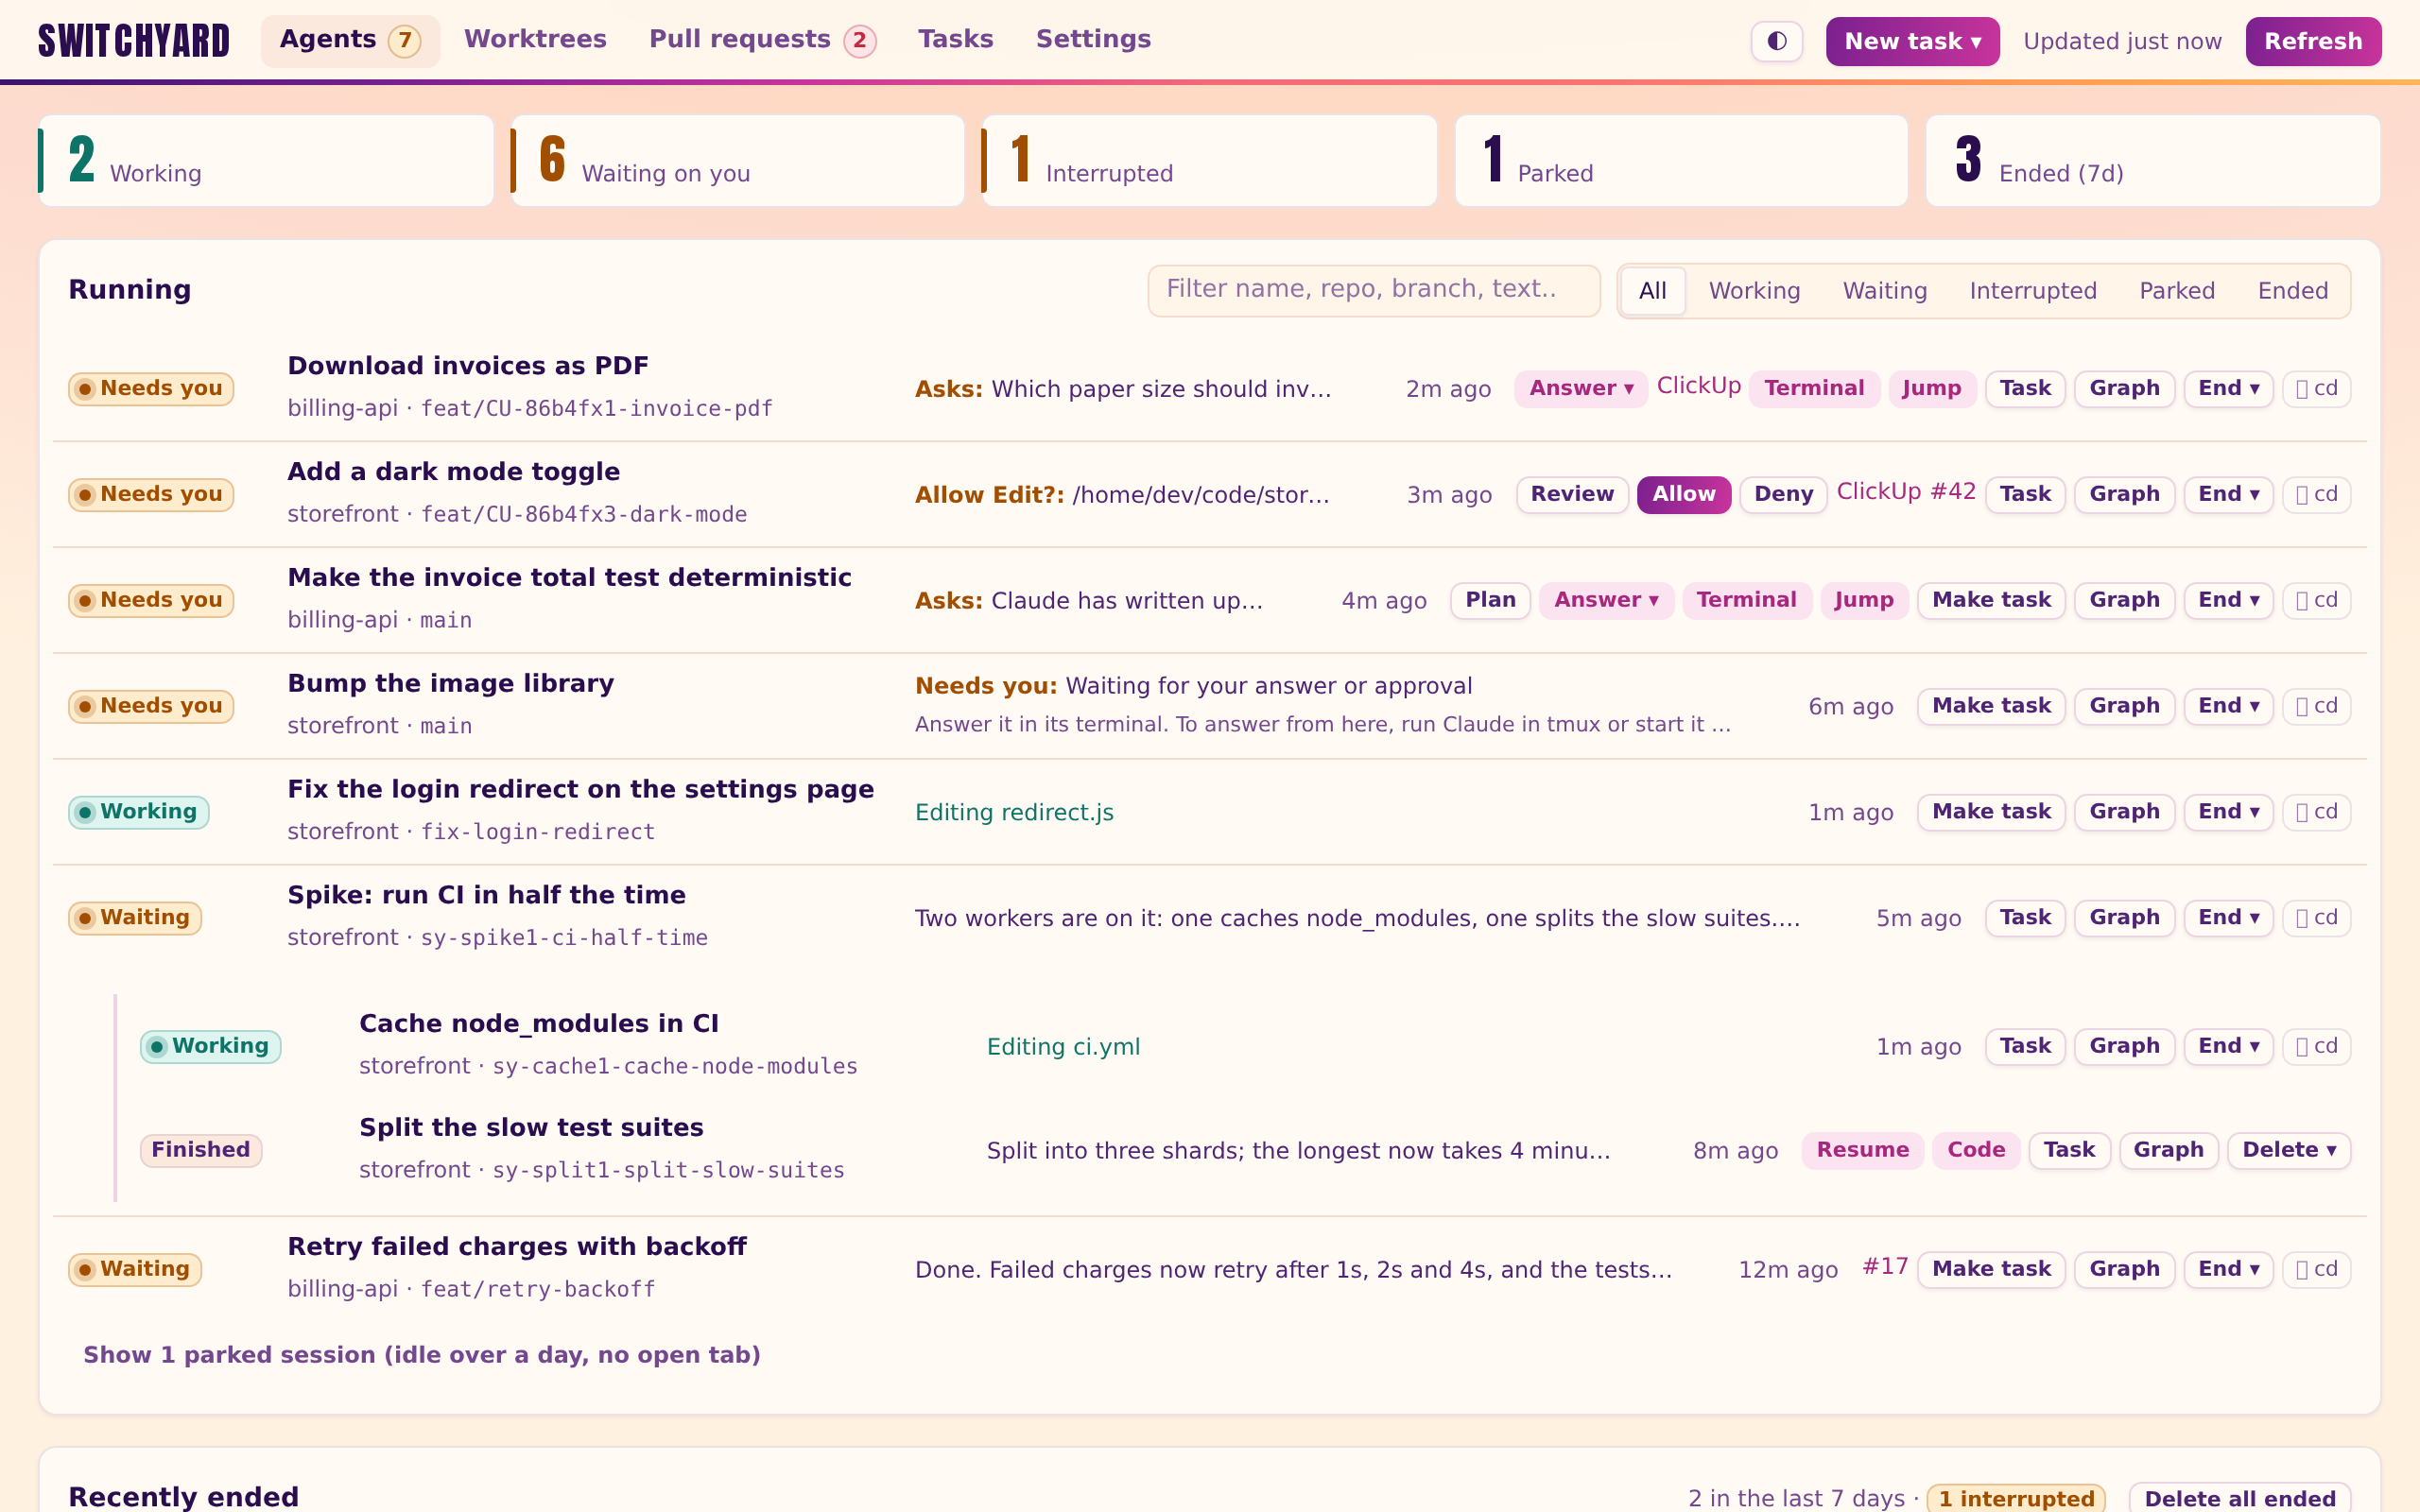 SWITCHYARD Agents 7 Worktrees Pull requests 2 Tasks Settings New task ▾ Updated just now Refresh
2 Working 6 Waiting on you 1 Interrupted 1 Parked 3 Ended (7d)
Running Filter name, repo, branch, text.. All Working Waiting Interrupted Parked Ended
Needs you Download invoices as PDF Asks: Which paper size should inv… 2m ago Answer ▾ ClickUp Terminal Jump Task Graph End ▾ cd
billing-api · feat/CU-86b4fx1-invoice-pdf
Needs you Add a dark mode toggle Allow Edit?: /home/dev/code/stor… 3m ago Review Allow Deny ClickUp #42 Task Graph End ▾ cd
storefront · feat/CU-86b4fx3-dark-mode
Needs you Make the invoice total test deterministic Asks: Claude has written up… 4m ago Plan Answer ▾ Terminal Jump Make task Graph End ▾ cd
billing-api · main
Needs you Bump the image library Needs you: Waiting for your answer or approval 6m ago Make task Graph End ▾ cd
storefront · main Answer it in its terminal. To answer from here, run Claude in tmux or start it …
Working Fix the login redirect on the settings page Editing redirect.js 1m ago Make task Graph End ▾ cd
storefront · fix-login-redirect
Waiting Spike: run CI in half the time Two workers are on it: one caches node_modules, one splits the slow suites.… 5m ago Task Graph End ▾ cd
storefront · sy-spike1-ci-half-time
Working Cache node_modules in CI Editing ci.yml 1m ago Task Graph End ▾ cd
storefront · sy-cache1-cache-node-modules
Finished Split the slow test suites Split into three shards; the longest now takes 4 minu… 8m ago Resume Code Task Graph Delete ▾
storefront · sy-split1-split-slow-suites
Waiting Retry failed charges with backoff Done. Failed charges now retry after 1s, 2s and 4s, and the tests… 12m ago #17 Make task Graph End ▾ cd
billing-api · feat/retry-backoff
Show 1 parked session (idle over a day, no open tab)
Recently ended 2 in the last 7 days · 1 interrupted Delete all ended